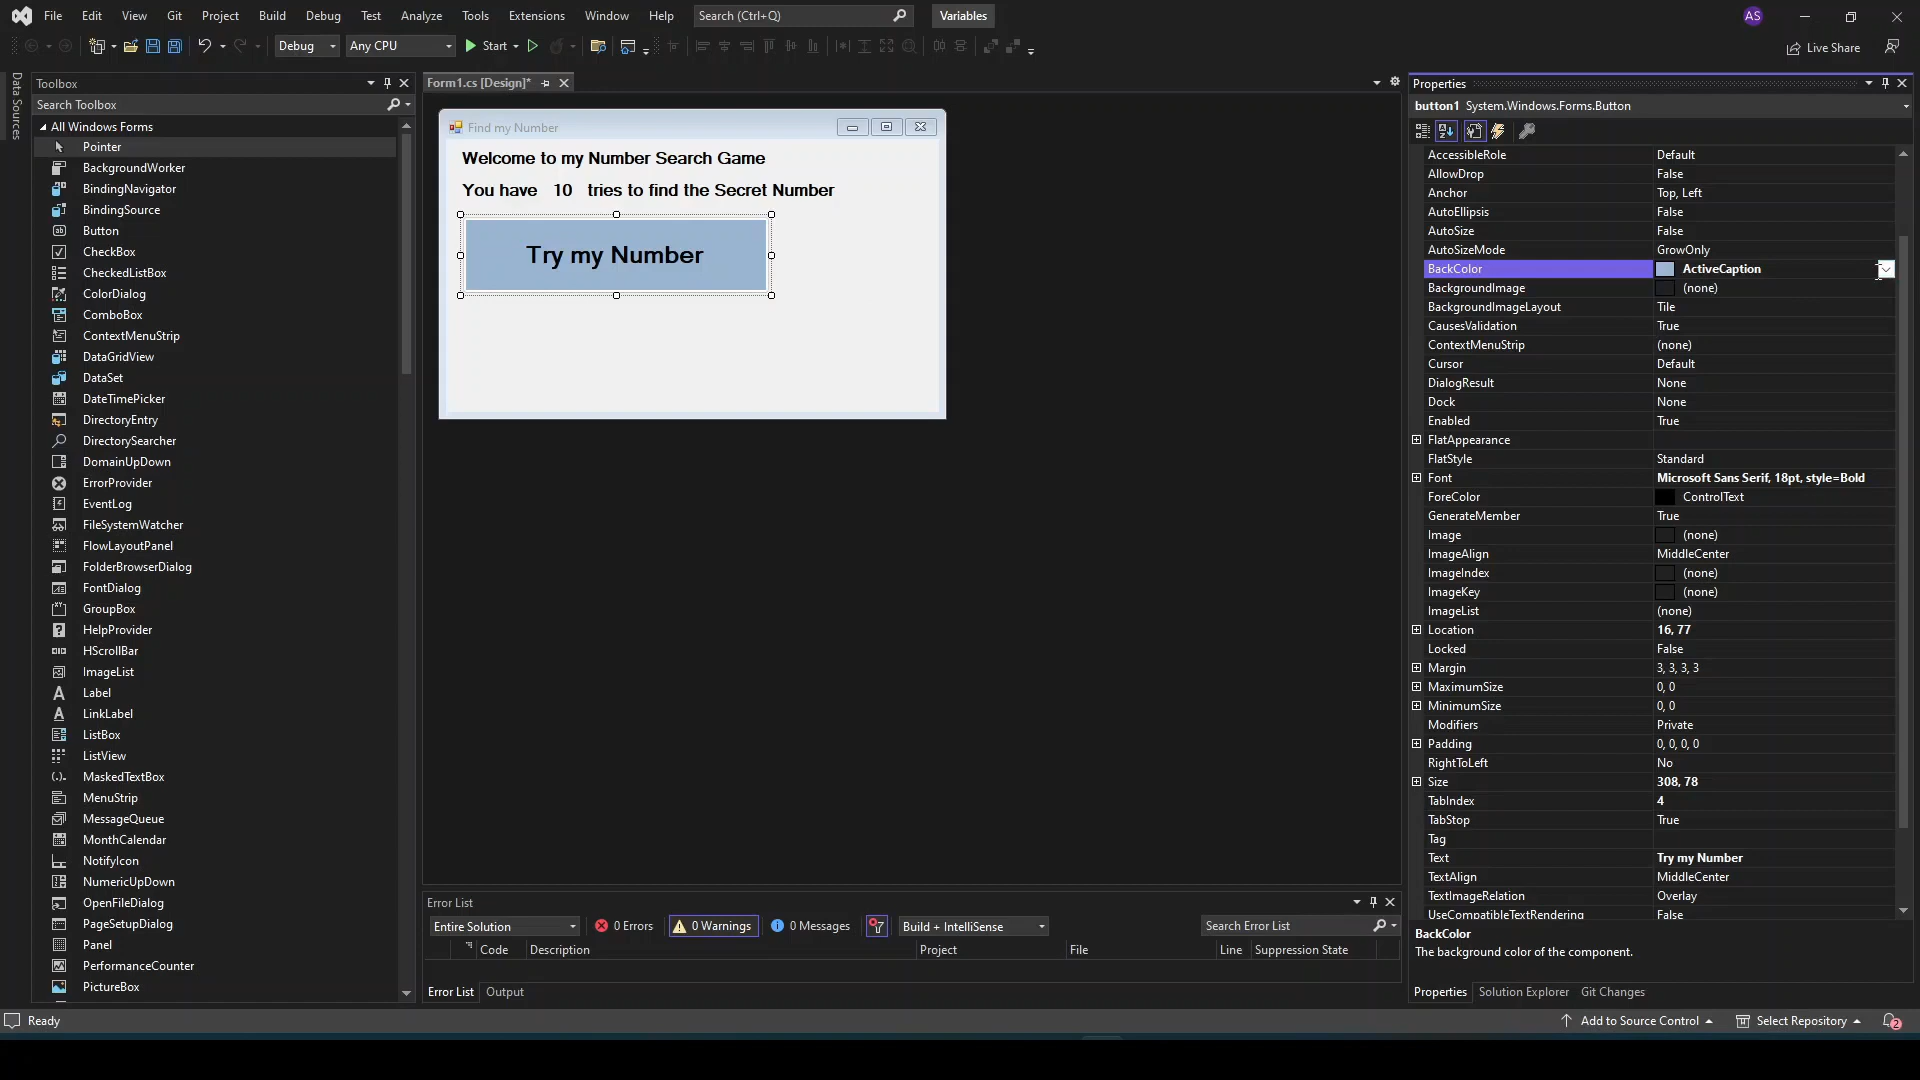 File Edit View Git Project Build Debug Test Analyze Tools Extensions Window Help Search (Ctrl+Q) Variables AS
Debug Any CPU Start Live Share
Data Sources
Toolbox
Search Toolbox
All Windows Forms
Pointer
BackgroundWorker
BindingNavigator
BindingSource
Button
CheckBox
CheckedListBox
ColorDialog
ComboBox
ContextMenuStrip
DataGridView
DataSet
DateTimePicker
DirectoryEntry
DirectorySearcher
DomainUpDown
ErrorProvider
EventLog
FileSystemWatcher
FlowLayoutPanel
FolderBrowserDialog
FontDialog
GroupBox
HelpProvider
HScrollBar
ImageList
Label
LinkLabel
ListBox
ListView
MaskedTextBox
MenuStrip
MessageQueue
MonthCalendar
NotifyIcon
NumericUpDown
OpenFileDialog
PageSetupDialog
Panel
PerformanceCounter
PictureBox
Form1.cs [Design]*
Find my Number
Welcome to my Number Search Game
You have 10 tries to find the Secret Number
Try my Number
Error List
Entire Solution 0 Errors 0 Warnings 0 Messages Build + IntelliSense Search Error List
Code Description Project File Line Suppression State
Error List Output
Properties
button1 System.Windows.Forms.Button
AccessibleRole Default
AllowDrop False
Anchor Top, Left
AutoEllipsis False
AutoSize False
AutoSizeMode GrowOnly
BackColor ActiveCaption
BackgroundImage (none)
BackgroundImageLayout Tile
CausesValidation True
ContextMenuStrip (none)
Cursor Default
DialogResult None
Dock None
Enabled True
FlatAppearance
FlatStyle Standard
Font Microsoft Sans Serif, 18pt, style=Bold
ForeColor ControlText
GenerateMember True
Image (none)
ImageAlign MiddleCenter
ImageIndex (none)
ImageKey (none)
ImageList (none)
Location 16, 77
Locked False
Margin 3, 3, 3, 3
MaximumSize 0, 0
MinimumSize 0, 0
Modifiers Private
Padding 0, 0, 0, 0
RightToLeft No
Size 308, 78
TabIndex 4
TabStop True
Tag
Text Try my Number
TextAlign MiddleCenter
TextImageRelation Overlay
UseCompatibleTextRendering False
BackColor
The background color of the component.
Properties Solution Explorer Git Changes
Ready Add to Source Control Select Repository 2